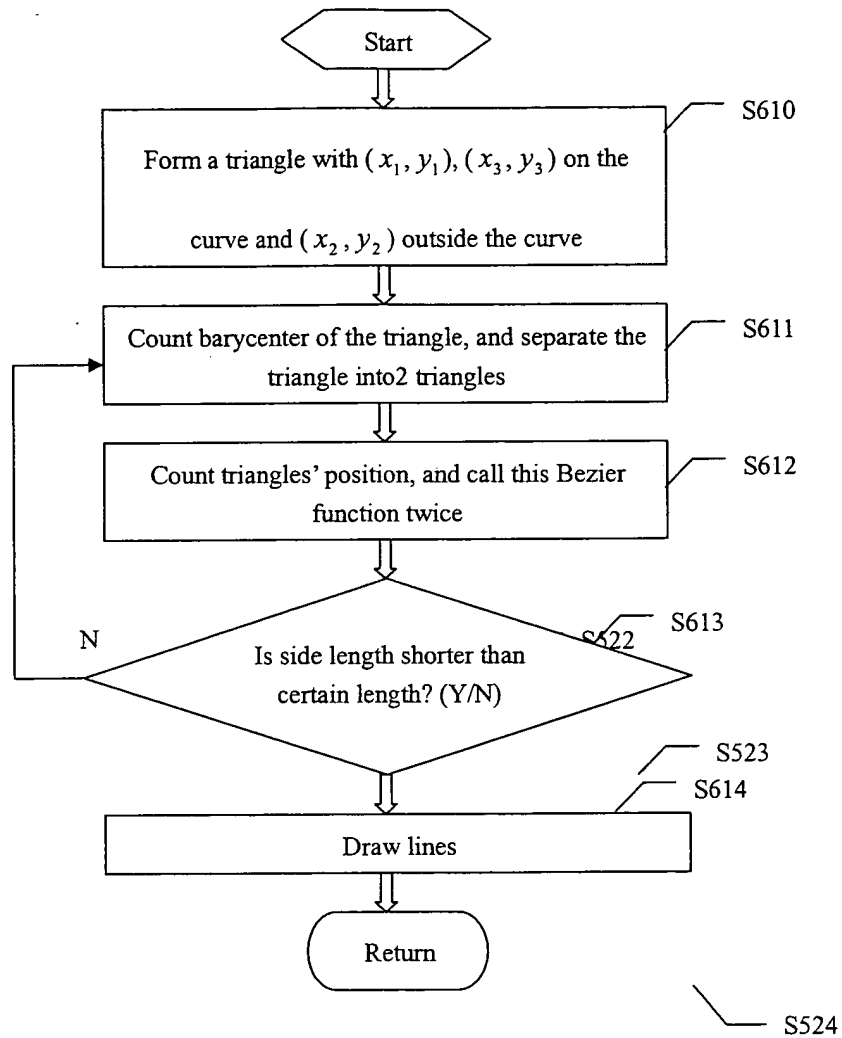 Start
S610
Form a triangle with (x₁, y₁), (x₃, y₃) on the
curve and (x₂, y₂) outside the curve
S611
Count barycenter of the triangle, and separate the
triangle into2 triangles
S612
Count triangles' position, and call this Bezier
function twice
N
S613
S522
Is side length shorter than
certain length? (Y/N)
S523
S614
Draw lines
Return
S524